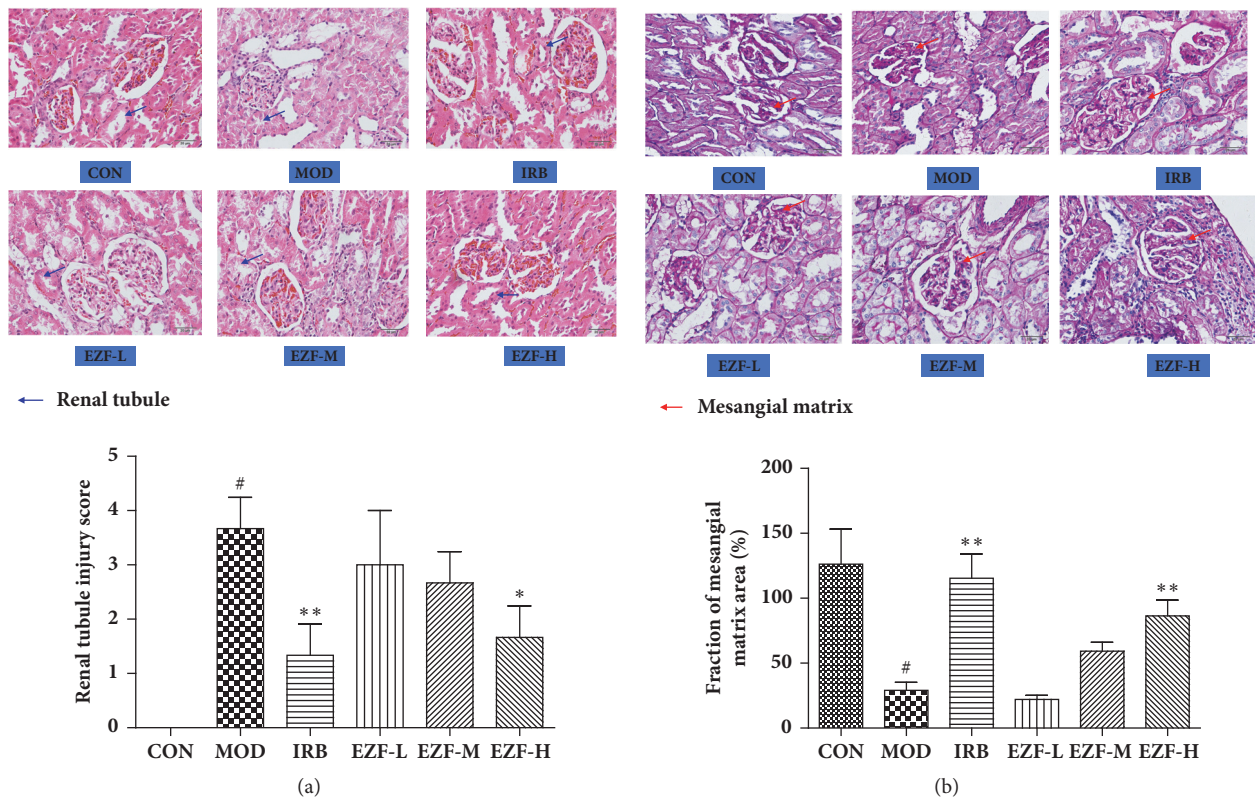 CON MOD IRB
EZF-L EZF-M EZF-H
← Renal tubule
Renal tubule injury score
5
4
3
2
1
0
#
**
*
CON MOD IRB EZF-L EZF-M EZF-H
(a)
CON MOD IRB
EZF-L EZF-M EZF-H
← Mesangial matrix
Fraction of mesangial
matrix area (%)
200
150
100
50
0
#
**
**
CON MOD IRB EZF-L EZF-M EZF-H
(b)